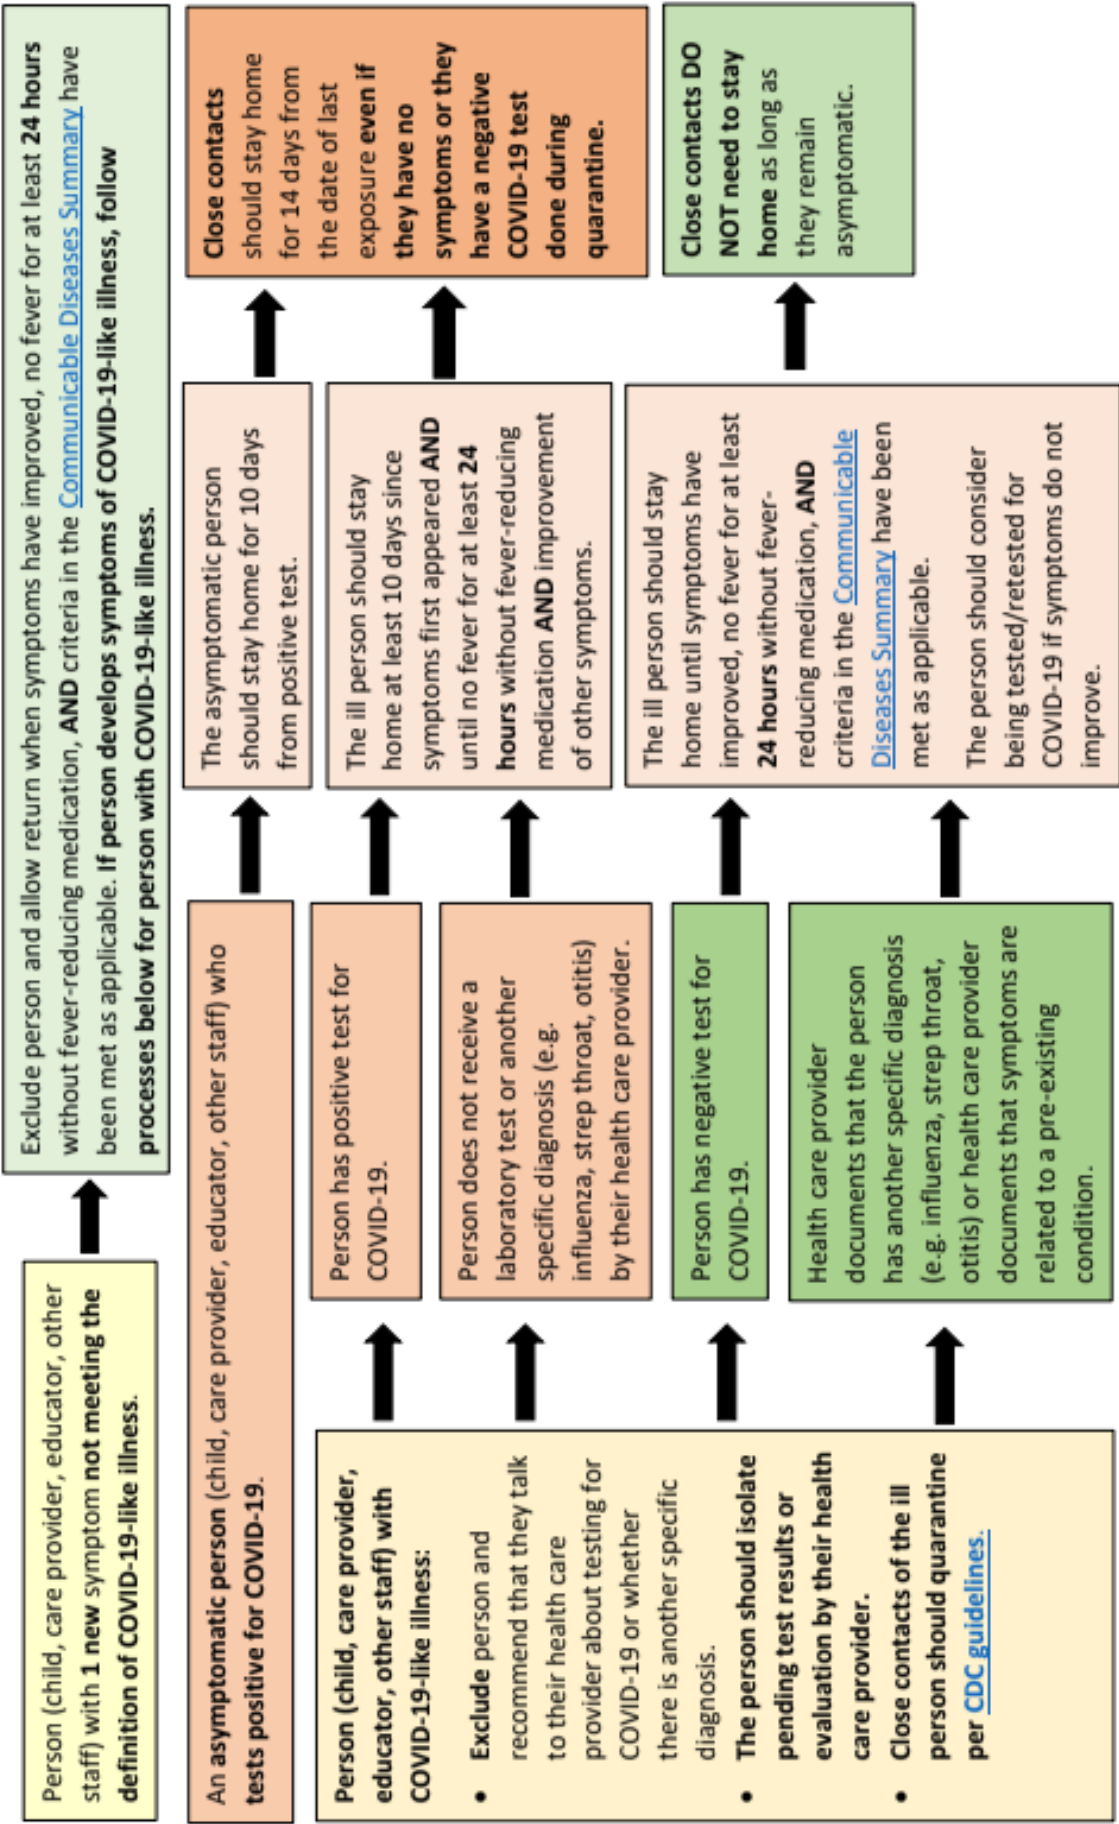 Person (child, care provider, educator, other
staff) with 1 new symptom not meeting the
definition of COVID-19-like illness.
Exclude person and allow return when symptoms have improved, no fever for at least 24 hours
without fever-reducing medication, AND criteria in the Communicable Diseases Summary have
been met as applicable. If person develops symptoms of COVID-19-like illness, follow
processes below for person with COVID-19-like illness.
An asymptomatic person (child, care provider, educator, other staff) who
tests positive for COVID-19.
The asymptomatic person
should stay home for 10 days
from positive test.
Close contacts
should stay home
for 14 days from
the date of last
exposure even if
they have no
symptoms or they
have a negative
COVID-19 test
done during
quarantine.
Person (child, care provider,
educator, other staff) with
COVID-19-like illness:
• Exclude person and
recommend that they talk
to their health care
provider about testing for
COVID-19 or whether
there is another specific
diagnosis.
• The person should isolate
pending test results or
evaluation by their health
care provider.
• Close contacts of the ill
person should quarantine
per CDC guidelines.
Person has positive test for
COVID-19.
Person does not receive a
laboratory test or another
specific diagnosis (e.g.
influenza, strep throat, otitis)
by their health care provider.
The ill person should stay
home at least 10 days since
symptoms first appeared AND
until no fever for at least 24
hours without fever-reducing
medication AND improvement
of other symptoms.
Person has negative test for
COVID-19.
Health care provider
documents that the person
has another specific diagnosis
(e.g. influenza, strep throat,
otitis) or health care provider
documents that symptoms are
related to a pre-existing
condition.
The ill person should stay
home until symptoms have
improved, no fever for at least
24 hours without fever-
reducing medication, AND
criteria in the Communicable
Diseases Summary have been
met as applicable.
The person should consider
being tested/retested for
COVID-19 if symptoms do not
improve.
Close contacts DO
NOT need to stay
home as long as
they remain
asymptomatic.